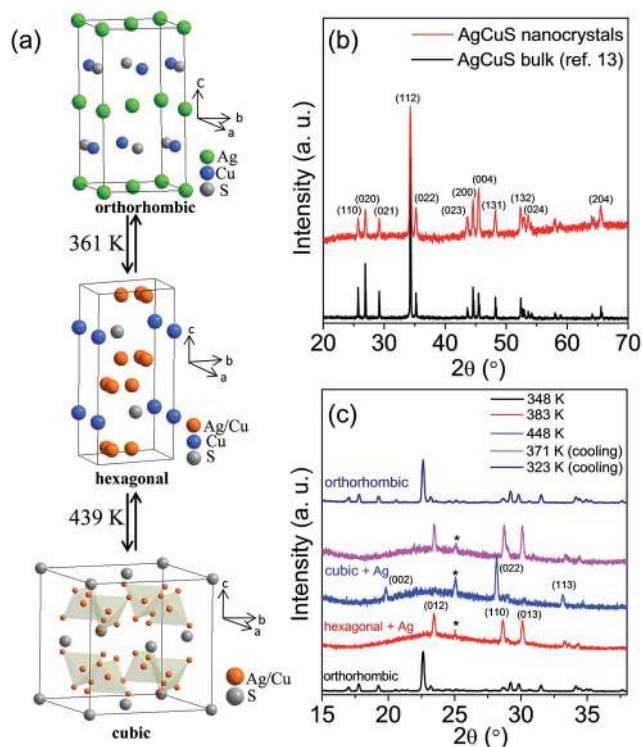 (a)
c
b
a
Ag
Cu
S
orthorhombic
361 K
c
b
a
Ag/Cu
Cu
S
hexagonal
439 K
c
b
a
Ag/Cu
S
cubic
(b)
AgCuS nanocrystals
AgCuS bulk (ref. 13)
(112)
(110)
(020)
(021)
(022)
(023)
(200)
(004)
(131)
(132)
(024)
(204)
Intensity (a. u.)
20 30 40 50 60 70
2θ (°)
(c)
348 K
383 K
448 K
371 K (cooling)
323 K (cooling)
orthorhombic
*
cubic + Ag
(002)
*
(022)
(113)
hexagonal + Ag
(012)
*
(110)
(013)
orthorhombic
Intensity (a. u.)
15 20 25 30 35
2θ (°)